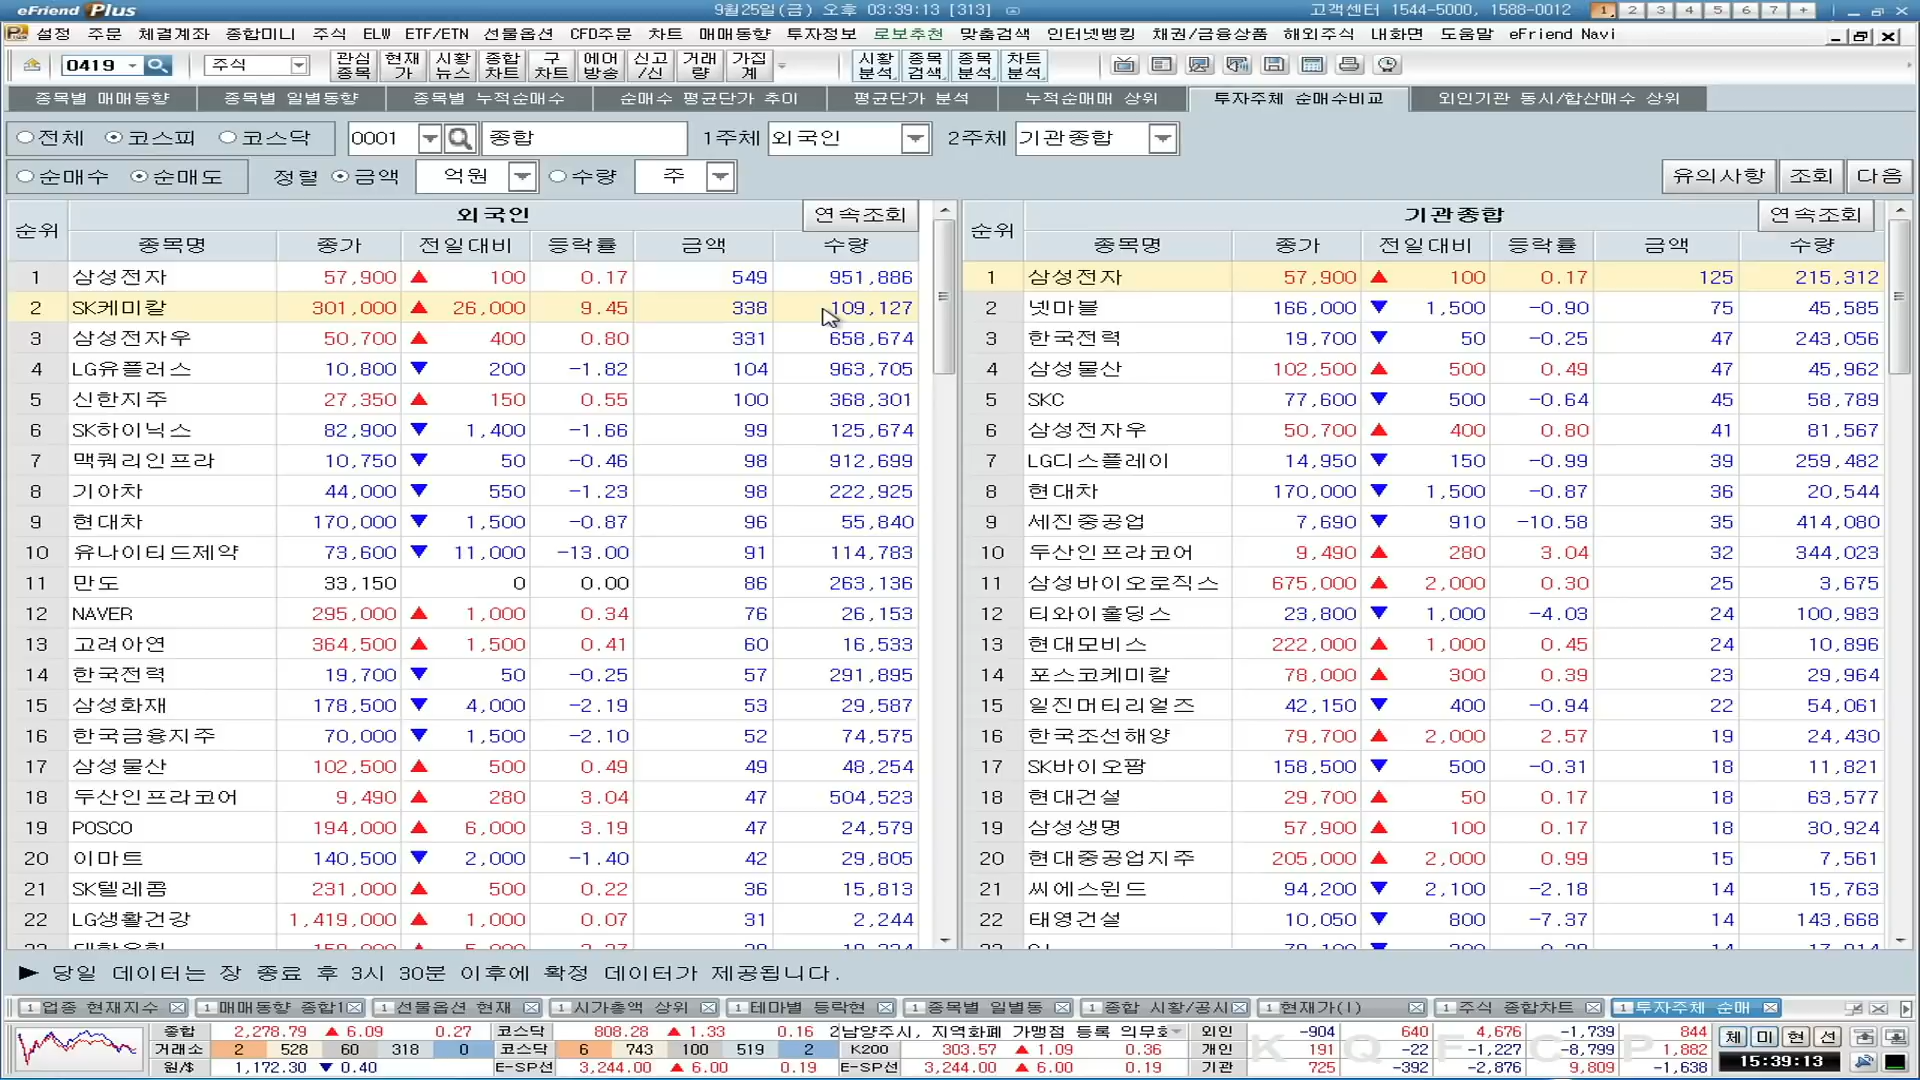 eFriend Plus 9월25일(금) 오후 03:39:13 [313] 고객센터 1544-5000, 1588-0012 1 2 3 4 5 6 7 +
설정 주문 체결계좌 종합미니 주식 ELW ETF/ETN 선물옵션 CFD주문 차트 매매동향 투자정보 로보추천 맞춤검색 인터넷뱅킹 채권/금융상품 해외주식 내화면 도움말 eFriend Navi
0419 주식 관심종목 현재가 시황뉴스 종합차트 구차트 에어방송 신고/신 거래량 가집계 시황분석 종목검색 종목분석 차트분석
종목별 매매동향 종목별 일별동향 종목별 누적순매수 순매수 평균단가 추이 평균단가 분석 누적순매매 상위 투자주체 순매수비교 외인기관 동시/합산매수 상위
전체 코스피 코스닥 0001 종합 1주체 외국인 2주체 기관종합
순매수 순매도 정렬 금액 억원 수량 주 유의사항 조회 다음
순위 외국인 연속조회 순위 기관종합 연속조회
종목명 종가 전일대비 등락률 금액 수량 종목명 종가 전일대비 등락률 금액 수량
1 삼성전자 57,900 ▲ 100 0.17 549 951,886 1 삼성전자 57,900 ▲ 100 0.17 125 215,312
2 SK케미칼 301,000 ▲ 26,000 9.45 338 109,127 2 넷마블 166,000 ▼ 1,500 -0.90 75 45,585
3 삼성전자우 50,700 ▲ 400 0.80 331 658,674 3 한국전력 19,700 ▼ 50 -0.25 47 243,056
4 LG유플러스 10,800 ▼ 200 -1.82 104 963,705 4 삼성물산 102,500 ▲ 500 0.49 47 45,962
5 신한지주 27,350 ▲ 150 0.55 100 368,301 5 SKC 77,600 ▼ 500 -0.64 45 58,789
6 SK하이닉스 82,900 ▼ 1,400 -1.66 99 125,674 6 삼성전자우 50,700 ▲ 400 0.80 41 81,567
7 맥쿼리인프라 10,750 ▼ 50 -0.46 98 912,699 7 LG디스플레이 14,950 ▼ 150 -0.99 39 259,482
8 기아차 44,000 ▼ 550 -1.23 98 222,925 8 현대차 170,000 ▼ 1,500 -0.87 36 20,544
9 현대차 170,000 ▼ 1,500 -0.87 96 55,840 9 세진중공업 7,690 ▼ 910 -10.58 35 414,080
10 유나이티드제약 73,600 ▼ 11,000 -13.00 91 114,783 10 두산인프라코어 9,490 ▲ 280 3.04 32 344,023
11 만도 33,150 0 0.00 86 263,136 11 삼성바이오로직스 675,000 ▲ 2,000 0.30 25 3,675
12 NAVER 295,000 ▲ 1,000 0.34 76 26,153 12 티와이홀딩스 23,800 ▼ 1,000 -4.03 24 100,983
13 고려아연 364,500 ▲ 1,500 0.41 60 16,533 13 현대모비스 222,000 ▲ 1,000 0.45 24 10,896
14 한국전력 19,700 ▼ 50 -0.25 57 291,895 14 포스코케미칼 78,000 ▲ 300 0.39 23 29,964
15 삼성화재 178,500 ▼ 4,000 -2.19 53 29,587 15 일진머티리얼즈 42,150 ▼ 400 -0.94 22 54,061
16 한국금융지주 70,000 ▼ 1,500 -2.10 52 74,575 16 한국조선해양 79,700 ▲ 2,000 2.57 19 24,430
17 삼성물산 102,500 ▲ 500 0.49 49 48,254 17 SK바이오팜 158,500 ▼ 500 -0.31 18 11,821
18 두산인프라코어 9,490 ▲ 280 3.04 47 504,523 18 현대건설 29,700 ▲ 50 0.17 18 63,577
19 POSCO 194,000 ▲ 6,000 3.19 47 24,579 19 삼성생명 57,900 ▲ 100 0.17 18 30,924
20 이마트 140,500 ▼ 2,000 -1.40 42 29,805 20 현대중공업지주 205,000 ▲ 2,000 0.99 15 7,561
21 SK텔레콤 231,000 ▲ 500 0.22 36 15,813 21 씨에스윈드 94,200 ▼ 2,100 -2.18 14 15,763
22 LG생활건강 1,419,000 ▲ 1,000 0.07 31 2,244 22 태영건설 10,050 ▼ 800 -7.37 14 143,668
▶ 당일 데이터는 장 종료 후 3시 30분 이후에 확정 데이터가 제공됩니다.
1 업종 현재지수 1 매매동향 종합1 1 선물옵션 현재 1 시가총액 상위 1 테마별 등락현 1 종목별 일별동 1 종합 시황/공시 1 현재가(1) 1 주식 종합차트 1 투자주체 순매
종합 2,278.79 ▲ 6.09 0.27 코스닥 808.28 ▲ 1.33 0.16 남양주시, 지역화폐 가맹점 등록 의무화 외인 -904 640 4,676 -1,739 844 체 미 현 선
거래소 2 528 60 318 0 코스닥 6 743 100 519 2 K200 303.57 ▲ 1.09 0.36 개인 191 -22 -1,227 -8,799 1,882 K Q F C P
원/$ 1,172.30 ▼ 0.40 E-SP선 3,244.00 ▲ 6.00 0.19 E-SP선 3,244.00 ▲ 6.00 0.19 기관 725 -392 -2,876 9,809 -1,638 15:39:13